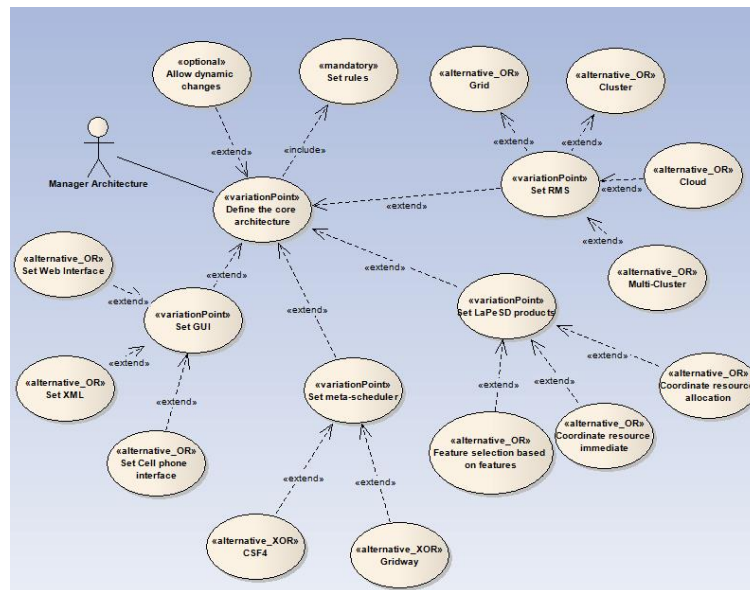 «optional»
Allow dynamic
changes
«mandatory»
Set rules
«alternative_OR»
Grid
«alternative_OR»
Cluster
«extend»
«include»
«extend»
«extend»
Manager Architecture
«variationPoint»
Define the core
architecture
«variationPoint»
Set RMS
«alternative_OR»
Cloud
«extend»
«extend»
«extend»
«alternative_OR»
Multi-Cluster
«alternative_OR»
Set Web Interface
«extend»
«extend»
«extend»
«variationPoint»
Set GUI
«variationPoint»
Set LaPeSD products
«extend»
«alternative_OR»
Set XML
«extend»
«extend»
«variationPoint»
Set meta-scheduler
«extend»
«extend»
«extend»
«alternative_OR»
Coordinate resource
allocation
«alternative_OR»
Set Cell phone
interface
«alternative_OR»
Feature selection based
on features
«alternative_OR»
Coordinate resource
immediate
«extend»
«extend»
«alternative_XOR»
CSF4
«alternative_XOR»
Gridway